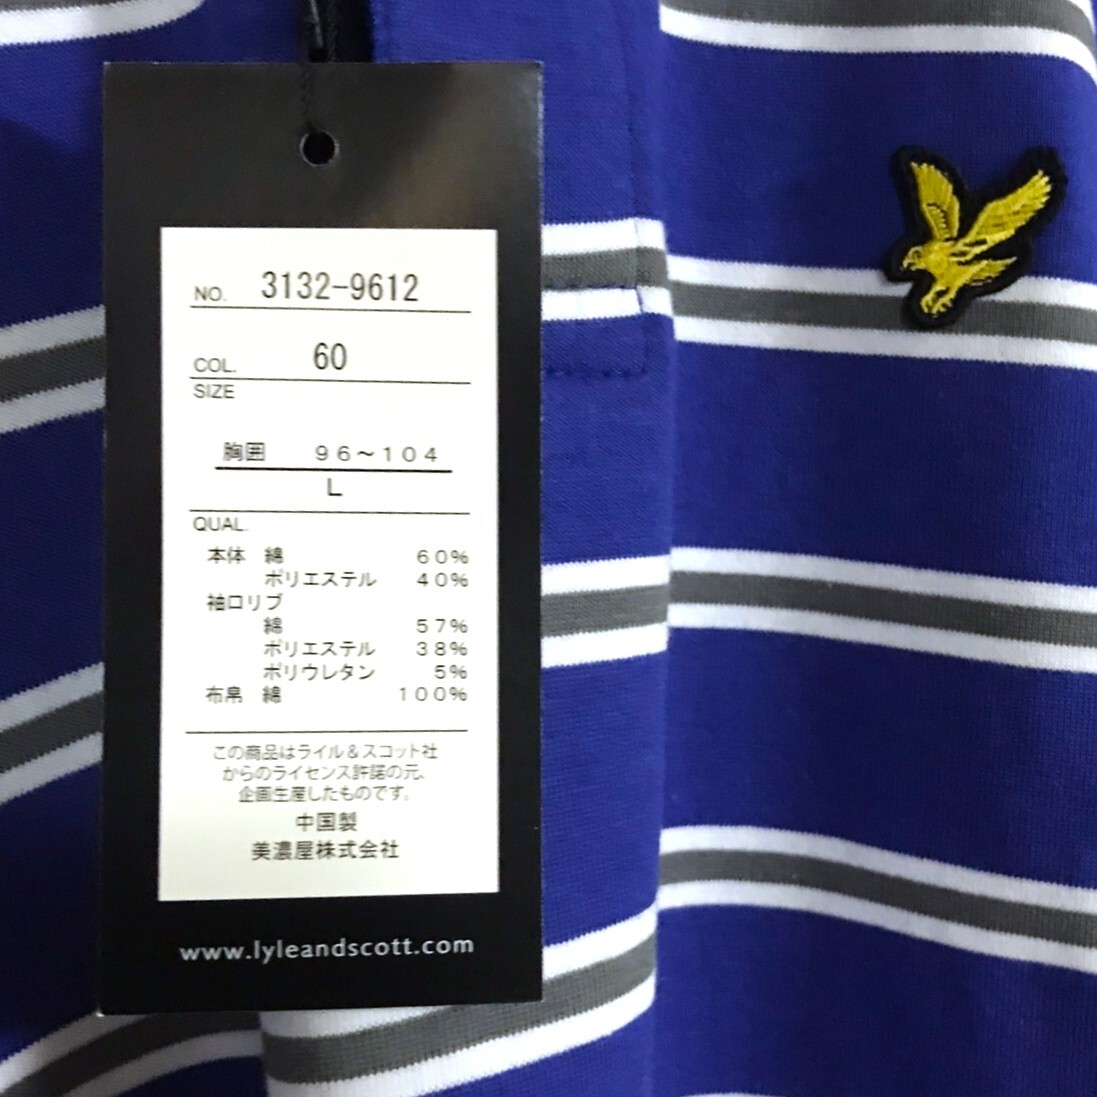 NO. 3132-9612
COL. 60
SIZE
胸囲 96~104
L
QUAL.
本体 綿 60%
ポリエステル 40%
袖口リブ
綿 57%
ポリエステル 38%
ポリウレタン 5%
布帛 綿 100%
この商品はライル&スコット社
からのライセンス許諾の元、
企画生産したものです。
中国製
美濃屋株式会社
www.lyleandscott.com